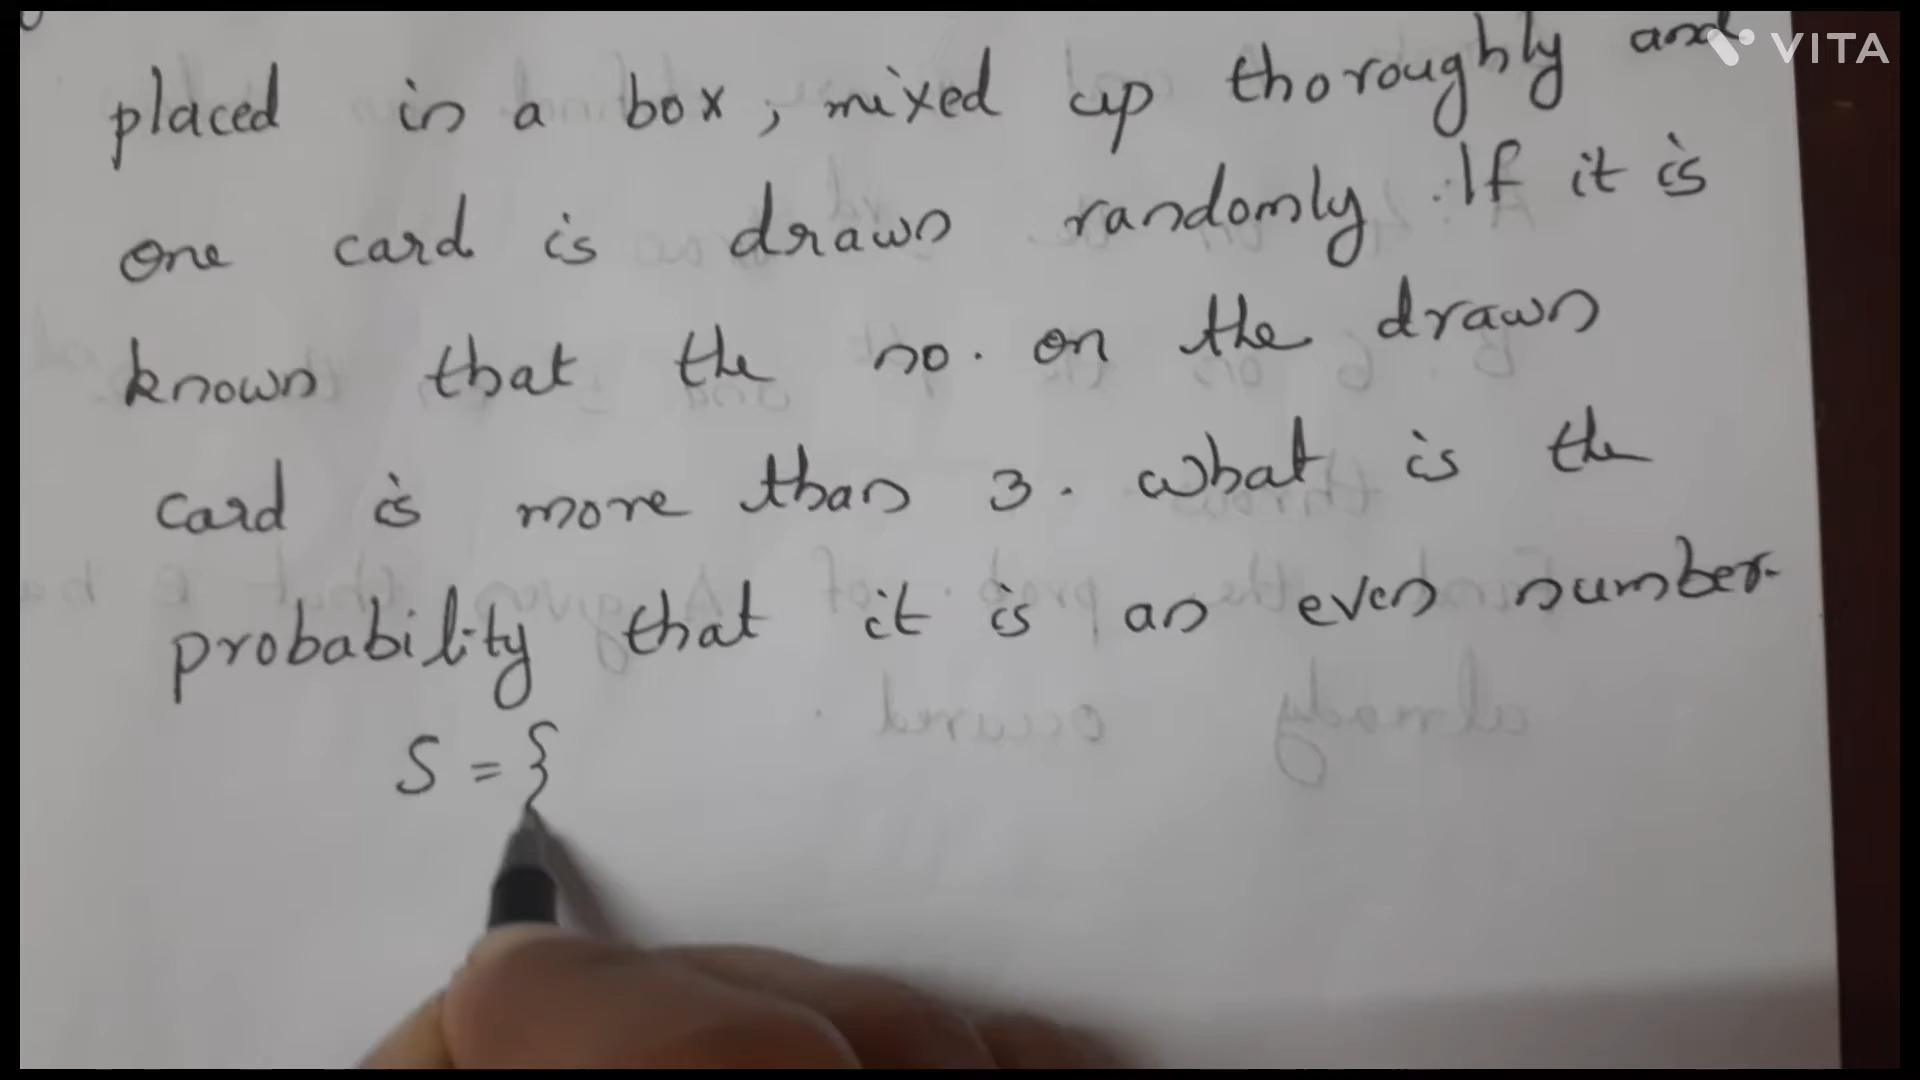 placed in a box, mixed up thoroughly and
VITA
one card is drawn randomly. If it is
known that the no. on the drawn
card is more than 3. what is the
probability that it is an even number.
S = {